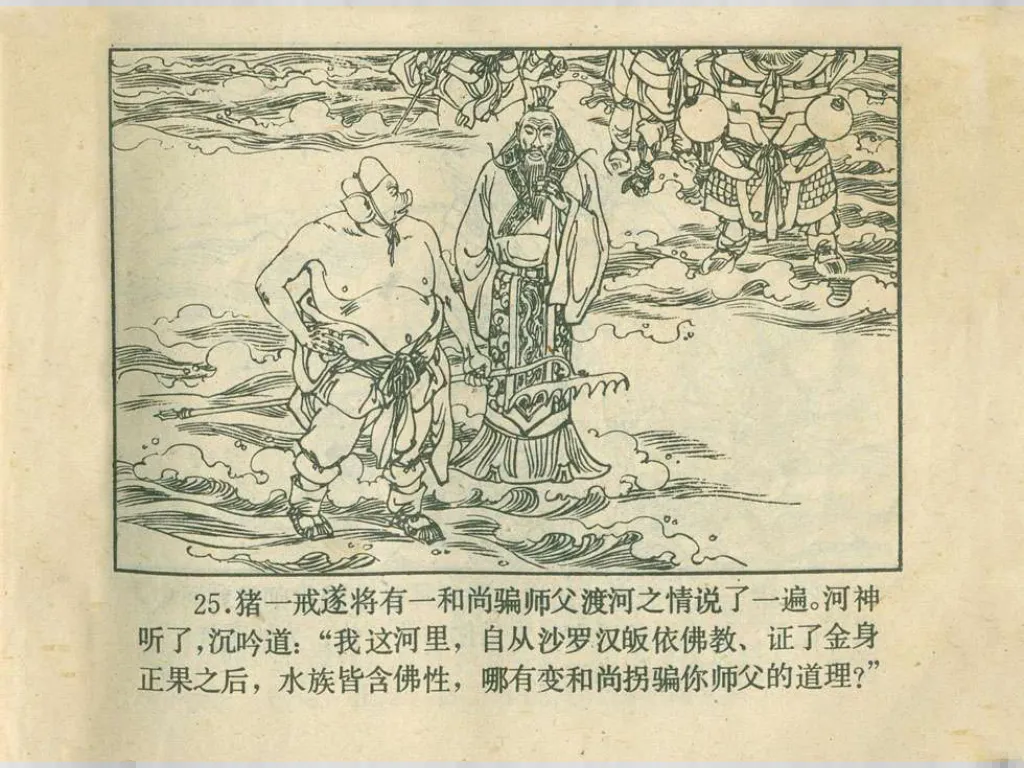 25.猪一戒遂将有一和尚骗师父渡河之情说了一遍。河神
听了，沉吟道：“我这河里，自从沙罗汉皈依佛教、证了金身
正果之后，水族皆含佛性，哪有变和尚拐骗你师父的道理？”